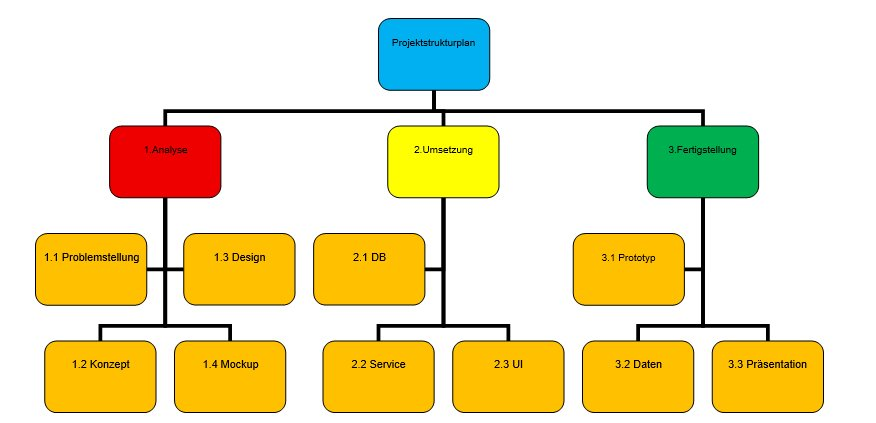 Projektstrukturplan
1.Analyse
2.Umsetzung
3.Fertigstellung
1.1 Problemstellung
1.3 Design
2.1 DB
3.1 Prototyp
1.2 Konzept
1.4 Mockup
2.2 Service
2.3 UI
3.2 Daten
3.3 Präsentation